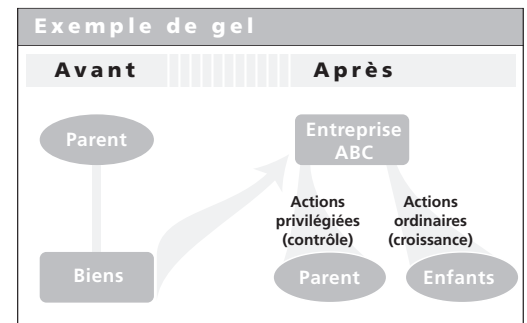 Exemple de gel
Avant
Après
Parent
Biens
Entreprise
ABC
Actions
privilégiées
(contrôle)
Actions
ordinaires
(croissance)
Parent
Enfants